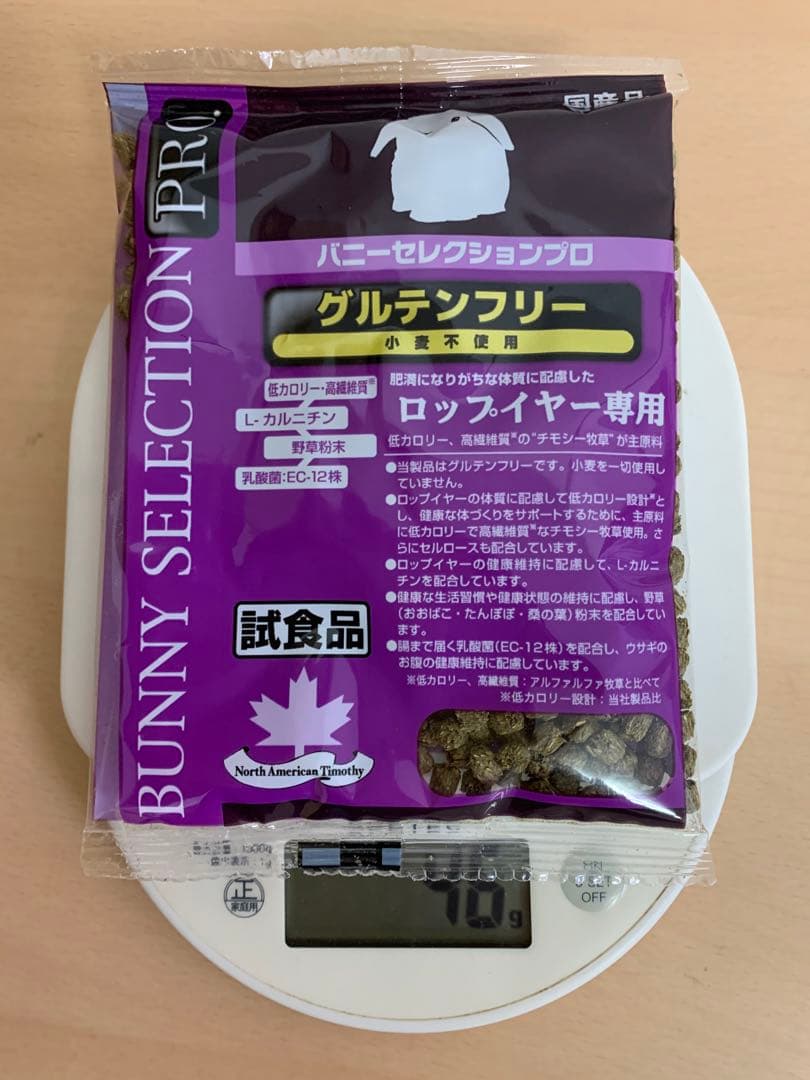 国産品
BUNNY SELECTION PRO
バニーセレクションプロ
グルテンフリー
小麦不使用
低カロリー・高繊維質※
L-カルニチン
野草粉末
乳酸菌:EC-12株
肥満になりがちな体質に配慮した
ロップイヤー専用
低カロリー、高繊維質※の"チモシー牧草"が主原料
●当製品はグルテンフリーです。小麦を一切使用し
ていません。
●ロップイヤーの体質に配慮して低カロリー設計※と
し、健康な体づくりをサポートするために、主原料
に低カロリーで高繊維質※なチモシー牧草使用。さ
らにセルロースも配合しています。
●ロップイヤーの健康維持に配慮して、L-カルニ
チンを配合しています。
●健康な生活習慣や健康状態の維持に配慮し、野草
(おおばこ・たんぽぽ・桑の葉)粉末を配合してい
ます。
●腸まで届く乳酸菌(EC-12株)を配合し、ウサギの
お腹の健康維持に配慮しています。
※低カロリー、高繊維質:アルファルファ牧草と比べて
※低カロリー設計:当社製品比
試食品
North American Timothy
正
家庭用
g
OFF